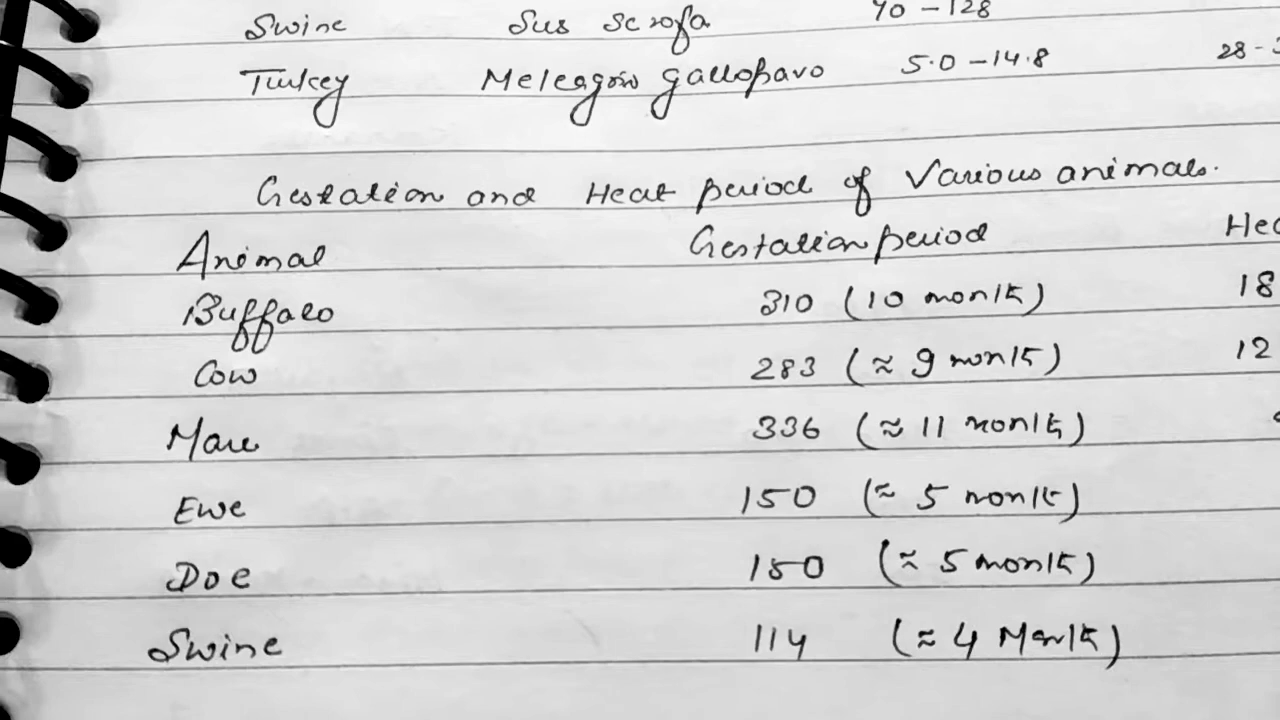 Swine Sus scrofa 70 - 128
Turkey Meleagris gallopavo 5.0 - 14.8 28-
Gestation and Heat period of Various animals.
Animal Gestation period Hea
Buffalo 310 (10 month)
18
Cow 283 (≈ 9 month) 12
Mare 336 (≈ 11 month)
Ewe 150 (≈ 5 month)
Doe 150 (≈ 5 month)
Swine 114 (≈ 4 Month)